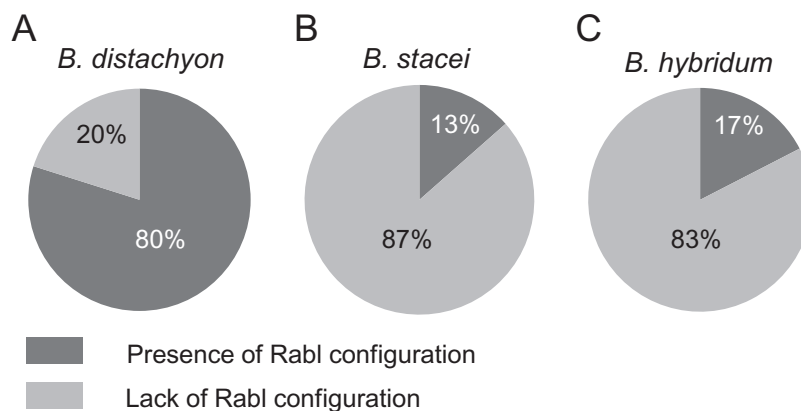 A
B. distachyon
20%
80%
B
B. stacei
13%
87%
C
B. hybridum
17%
83%
Presence of Rabl configuration
Lack of Rabl configuration